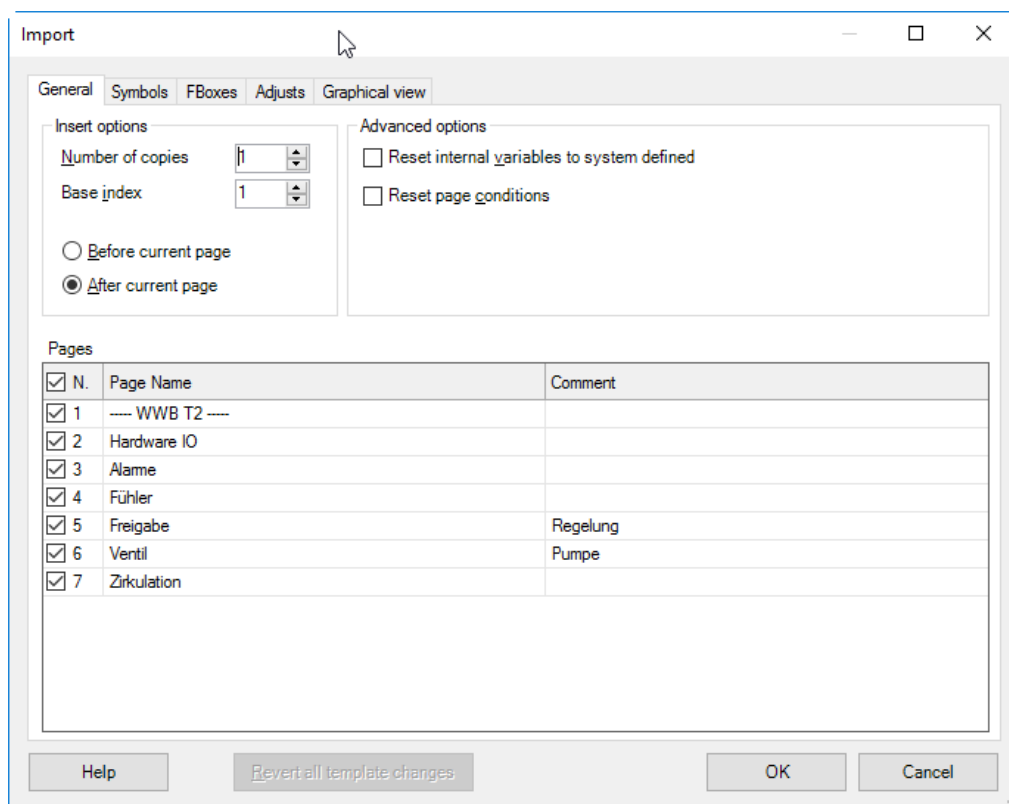 Import
General Symbols FBoxes Adjusts Graphical view
Insert options
Number of copies 1
Base index 1
Before current page
After current page
Advanced options
Reset internal variables to system defined
Reset page conditions
Pages
N. Page Name Comment
1 ----- WWB T2 -----
2 Hardware IO
3 Alarme
4 Fühler
5 Freigabe Regelung
6 Ventil Pumpe
7 Zirkulation
Help Revert all template changes OK Cancel